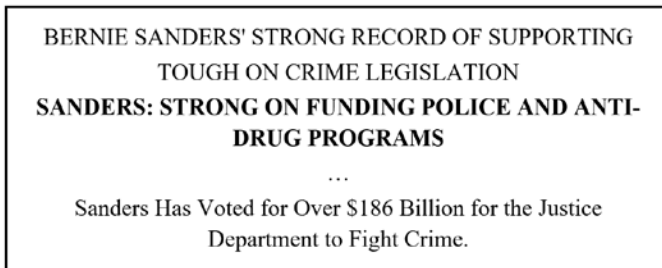 BERNIE SANDERS' STRONG RECORD OF SUPPORTING
TOUGH ON CRIME LEGISLATION
SANDERS: STRONG ON FUNDING POLICE AND ANTI-
DRUG PROGRAMS
…
Sanders Has Voted for Over $186 Billion for the Justice
Department to Fight Crime.